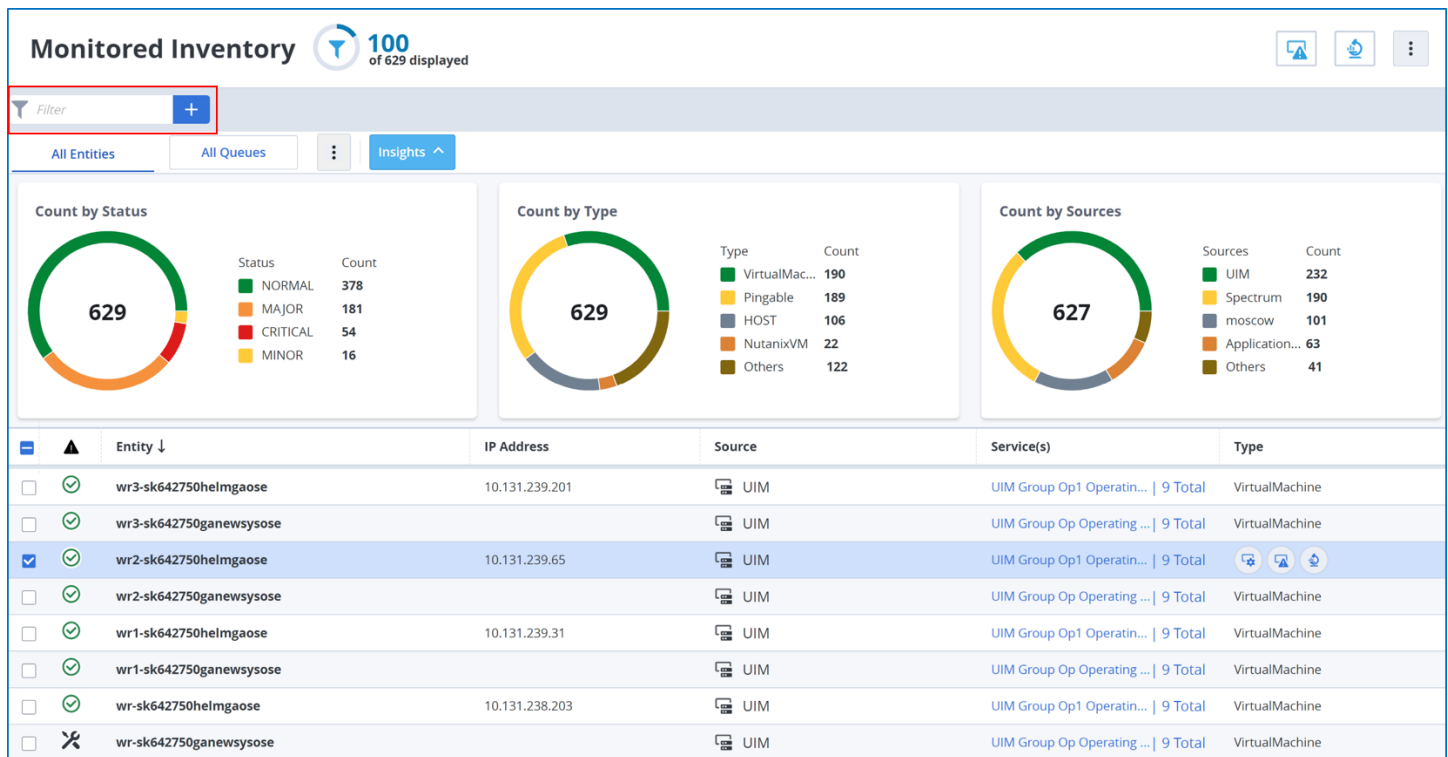 Monitored Inventory
100
of 629 displayed
Filter
+
All Entities
All Queues
Insights
Count by Status
629
Status Count
NORMAL 378
MAJOR 181
CRITICAL 54
MINOR 16
Count by Type
629
Type Count
VirtualMac... 190
Pingable 189
HOST 106
NutanixVM 22
Others 122
Count by Sources
627
Sources Count
UIM 232
Spectrum 190
moscow 101
Application... 63
Others 41
Entity ↓ IP Address Source Service(s) Type
wr3-sk642750helmgaose 10.131.239.201 UIM UIM Group Op1 Operatin... | 9 Total VirtualMachine
wr3-sk642750ganewsysose UIM UIM Group Op Operating ...| 9 Total VirtualMachine
wr2-sk642750helmgaose 10.131.239.65 UIM UIM Group Op1 Operatin... | 9 Total
wr2-sk642750ganewsysose UIM UIM Group Op Operating ...| 9 Total VirtualMachine
wr1-sk642750helmgaose 10.131.239.31 UIM UIM Group Op1 Operatin... | 9 Total VirtualMachine
wr1-sk642750ganewsysose UIM UIM Group Op Operating ...| 9 Total VirtualMachine
wr-sk642750helmgaose 10.131.238.203 UIM UIM Group Op1 Operatin... | 9 Total VirtualMachine
wr-sk642750ganewsysose UIM UIM Group Op Operating ...| 9 Total VirtualMachine